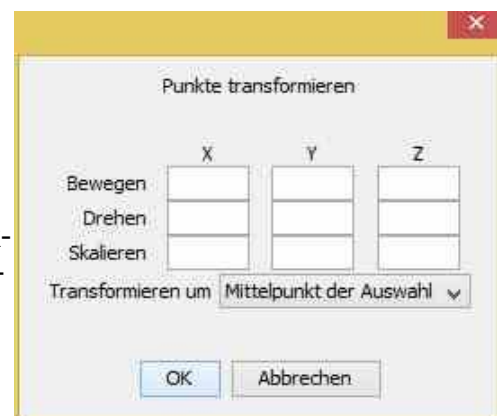 Punkte transformieren
X Y Z
Bewegen
Drehen
Skalieren
Transformieren um Mittelpunkt der Auswahl
OK Abbrechen